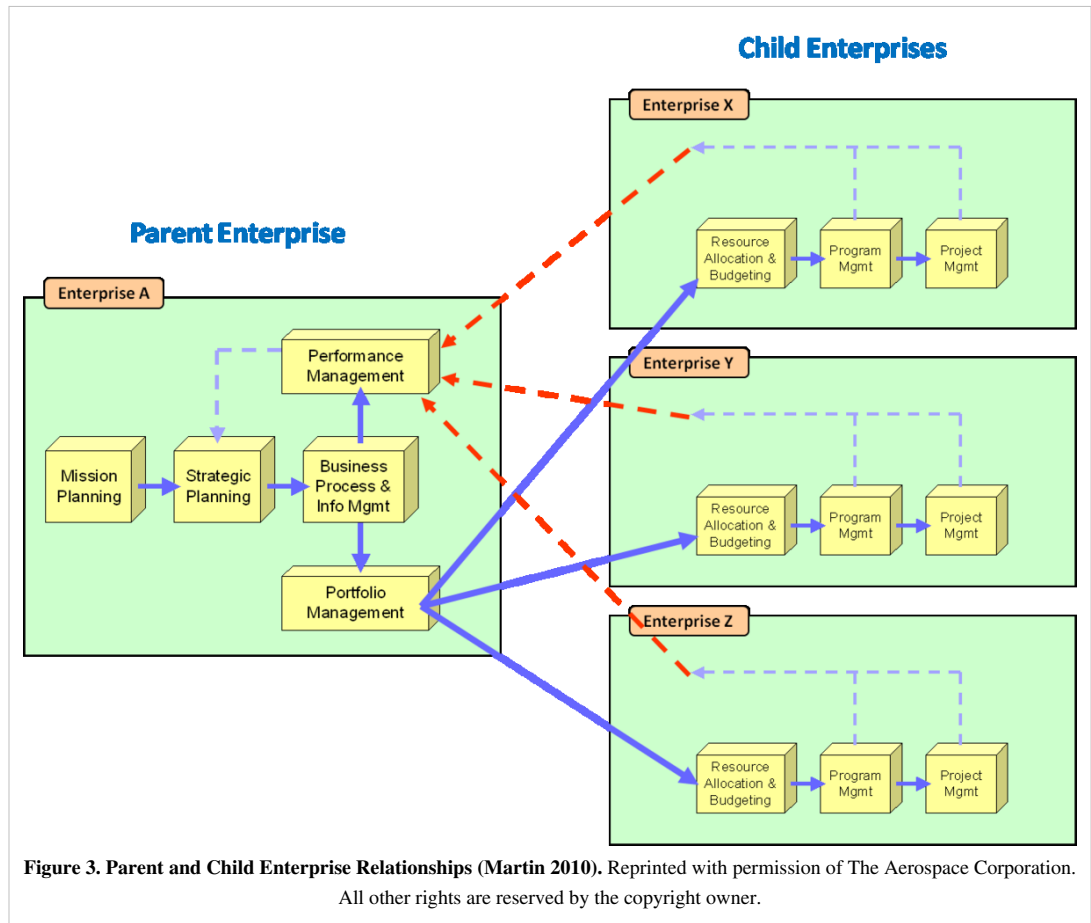 Child Enterprises
Enterprise X
Resource
Allocation &
Budgeting
Program
Mgmt
Project
Mgmt
Parent Enterprise
Enterprise A
Performance
Management
Mission
Planning
Strategic
Planning
Business
Process &
Info Mgmt
Portfolio
Management
Enterprise Y
Resource
Allocation &
Budgeting
Program
Mgmt
Project
Mgmt
Enterprise Z
Resource
Allocation &
Budgeting
Program
Mgmt
Project
Mgmt
Figure 3. Parent and Child Enterprise Relationships (Martin 2010). Reprinted with permission of The Aerospace Corporation.
All other rights are reserved by the copyright owner.